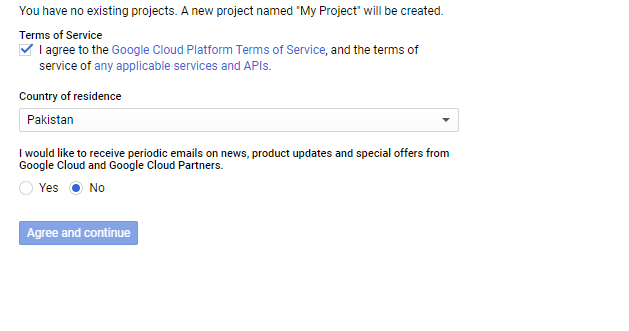 You have no existing projects. A new project named "My Project" will be created.
Terms of Service
I agree to the Google Cloud Platform Terms of Service, and the terms of
service of any applicable services and APIs.
Country of residence
Pakistan
I would like to receive periodic emails on news, product updates and special offers from
Google Cloud and Google Cloud Partners.
Yes No
Agree and continue